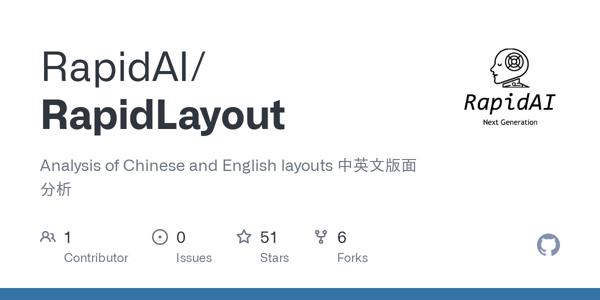 RapidAI/
RapidLayout
Analysis of Chinese and English layouts 中英文版面
分析
1
Contributor
0
Issues
51
Stars
6
Forks
RapidAI
Next Generation